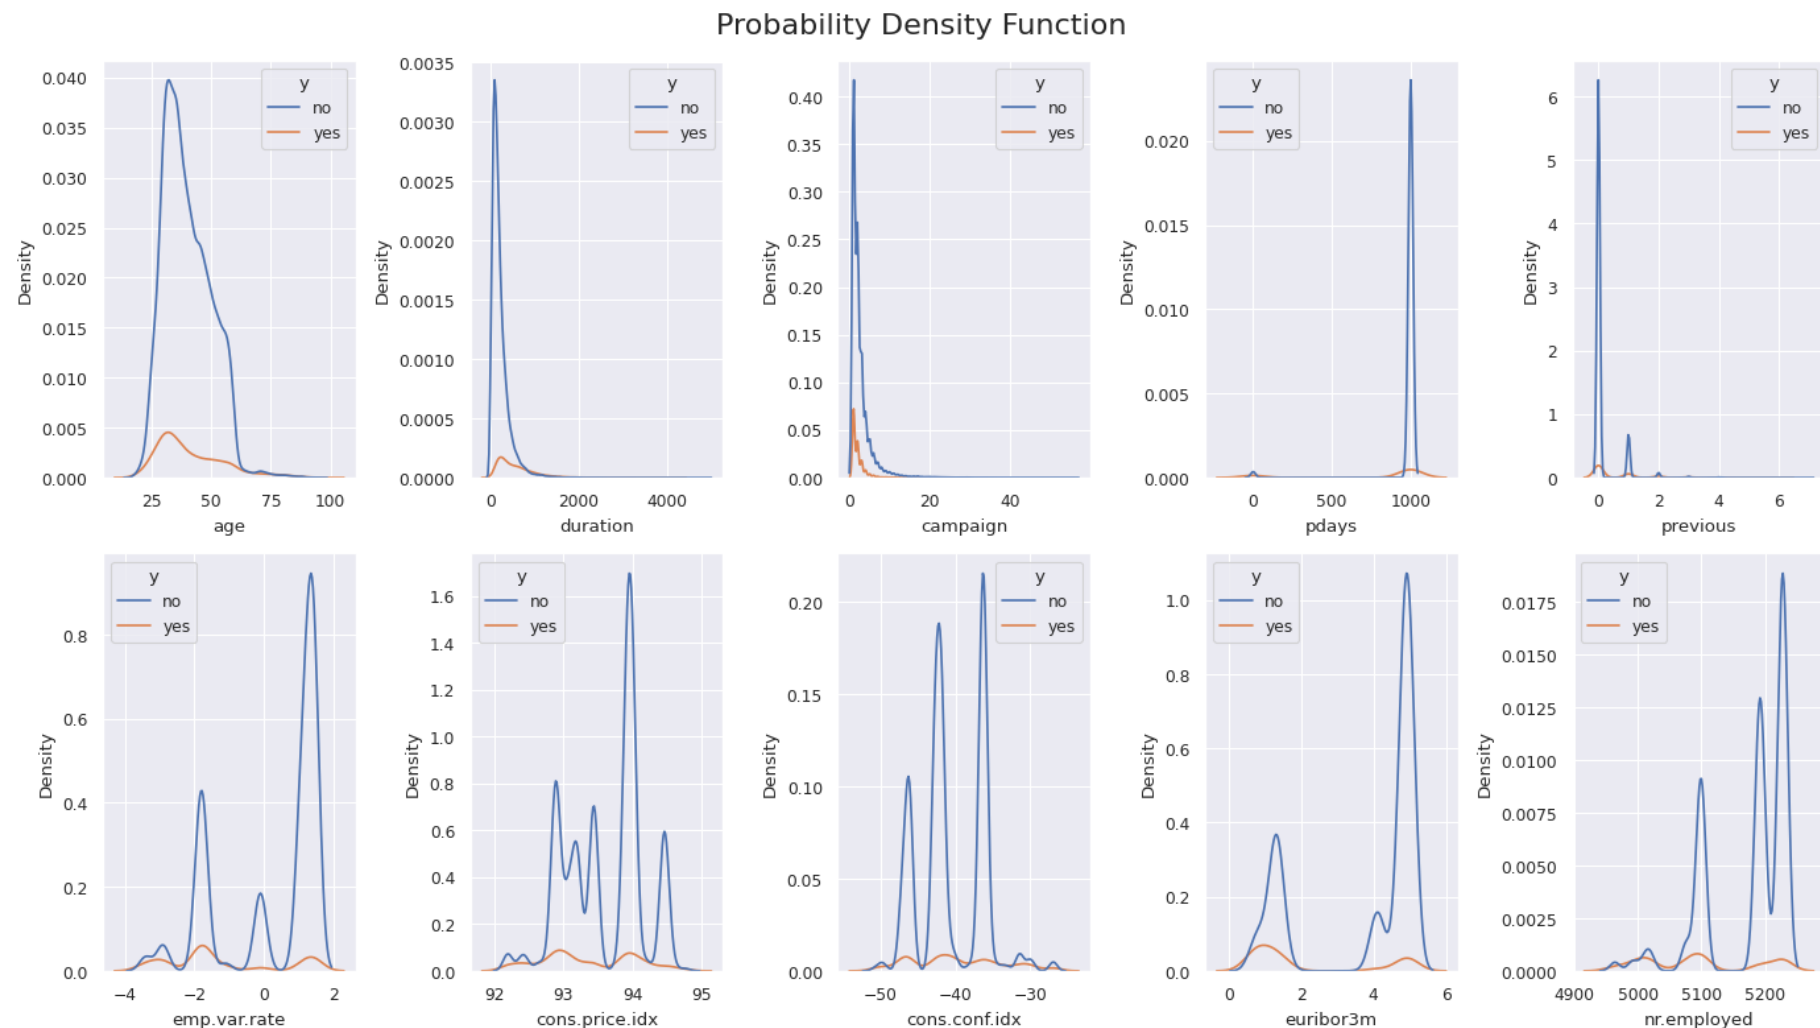 Probability Density Function
0.040
0.035
0.030
0.025
0.020
0.015
0.010
0.005
0.000
Density
25 50 75 100
age
y
no
yes
0.0035
0.0030
0.0025
0.0020
0.0015
0.0010
0.0005
0.0000
Density
0 2000 4000
duration
y
no
yes
0.40
0.35
0.30
0.25
0.20
0.15
0.10
0.05
0.00
Density
0 20 40
campaign
y
no
yes
0.020
0.015
0.010
0.005
0.000
Density
0 500 1000
pdays
y
no
yes
6
5
4
3
2
1
0
Density
0 2 4 6
previous
y
no
yes
0.8
0.6
0.4
0.2
0.0
Density
−4 −2 0 2
emp.var.rate
y
no
yes
1.6
1.4
1.2
1.0
0.8
0.6
0.4
0.2
0.0
Density
92 93 94 95
cons.price.idx
y
no
yes
0.20
0.15
0.10
0.05
0.00
Density
−50 −40 −30
cons.conf.idx
y
no
yes
1.0
0.8
0.6
0.4
0.2
0.0
Density
0 2 4 6
euribor3m
y
no
yes
0.0175
0.0150
0.0125
0.0100
0.0075
0.0050
0.0025
0.0000
Density
4900 5000 5100 5200
nr.employed
y
no
yes